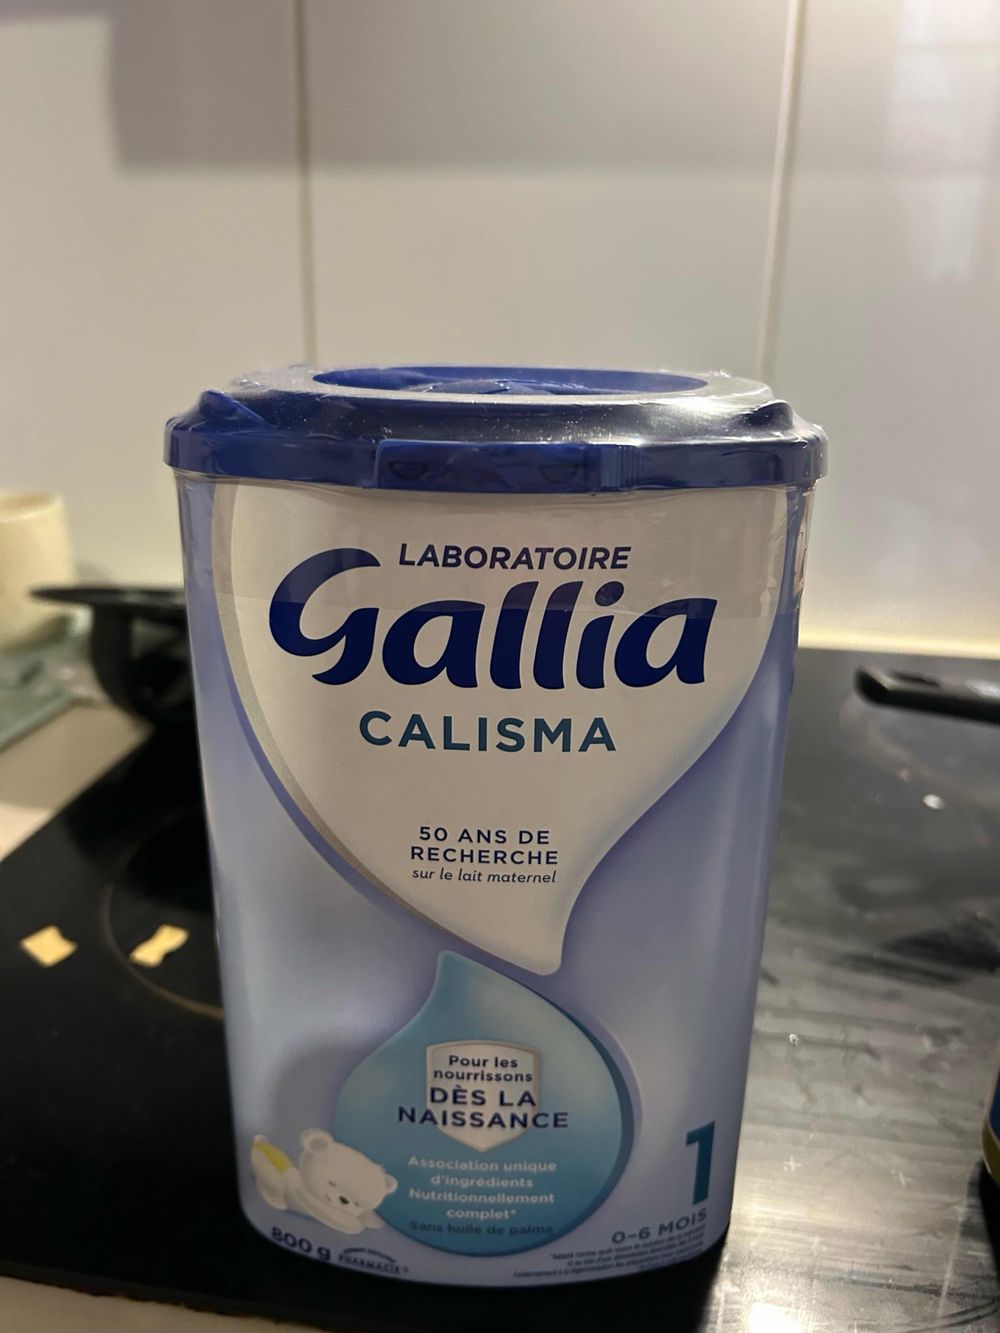 LABORATOIRE
Gallia
CALISMA
50 ANS DE
RECHERCHE
sur le lait maternel
Pour les
nourrissons
DÈS LA
NAISSANCE
Association unique
d'ingrédients
Nutritionnellement
complet*
Sans huile de palme
1
0-6 MOIS
800 g
PHARMACIE